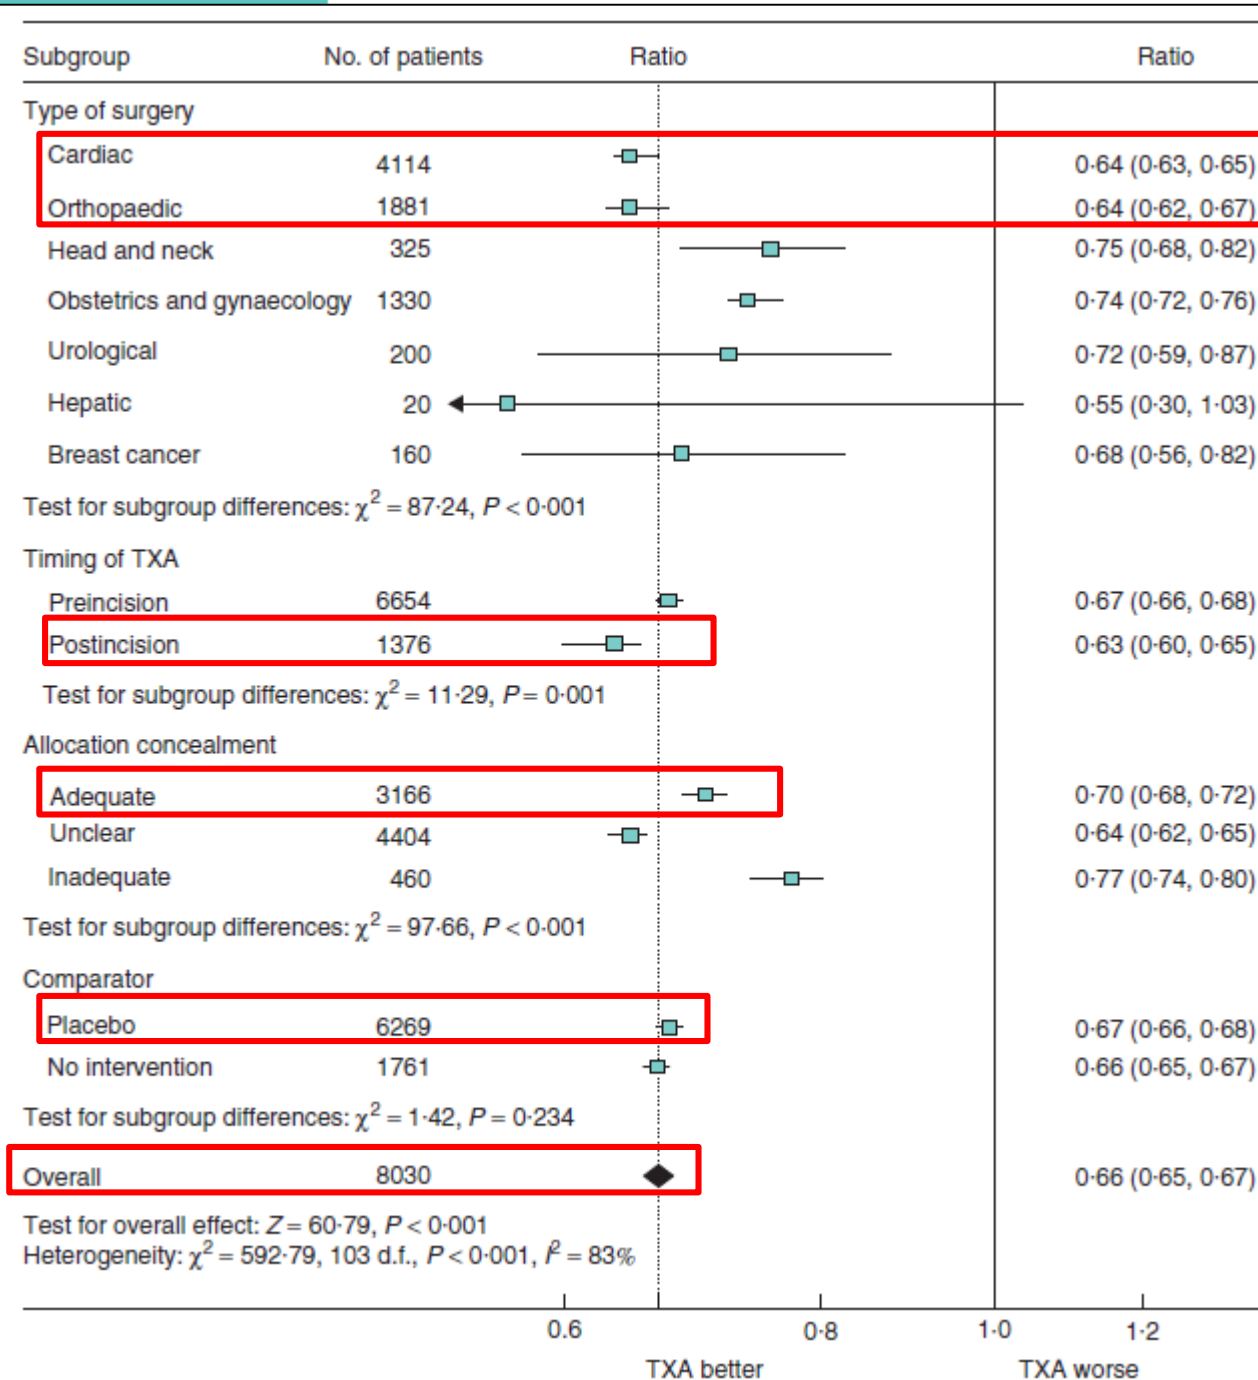 Subgroup No. of patients Ratio Ratio
Type of surgery
Cardiac 4114 0·64 (0·63, 0·65)
Orthopaedic 1881 0·64 (0·62, 0·67)
Head and neck 325 0·75 (0·68, 0·82)
Obstetrics and gynaecology 1330 0·74 (0·72, 0·76)
Urological 200 0·72 (0·59, 0·87)
Hepatic 20 0·55 (0·30, 1·03)
Breast cancer 160 0·68 (0·56, 0·82)
Test for subgroup differences: χ² = 87·24, P < 0·001
Timing of TXA
Preincision 6654 0·67 (0·66, 0·68)
Postincision 1376 0·63 (0·60, 0·65)
Test for subgroup differences: χ² = 11·29, P = 0·001
Allocation concealment
Adequate 3166 0·70 (0·68, 0·72)
Unclear 4404 0·64 (0·62, 0·65)
Inadequate 460 0·77 (0·74, 0·80)
Test for subgroup differences: χ² = 97·66, P < 0·001
Comparator
Placebo 6269 0·67 (0·66, 0·68)
No intervention 1761 0·66 (0·65, 0·67)
Test for subgroup differences: χ² = 1·42, P = 0·234
Overall 8030 0·66 (0·65, 0·67)
Test for overall effect: Z = 60·79, P < 0·001
Heterogeneity: χ² = 592·79, 103 d.f., P < 0·001, I² = 83%
0.6 0·8 1·0 1·2
TXA better TXA worse